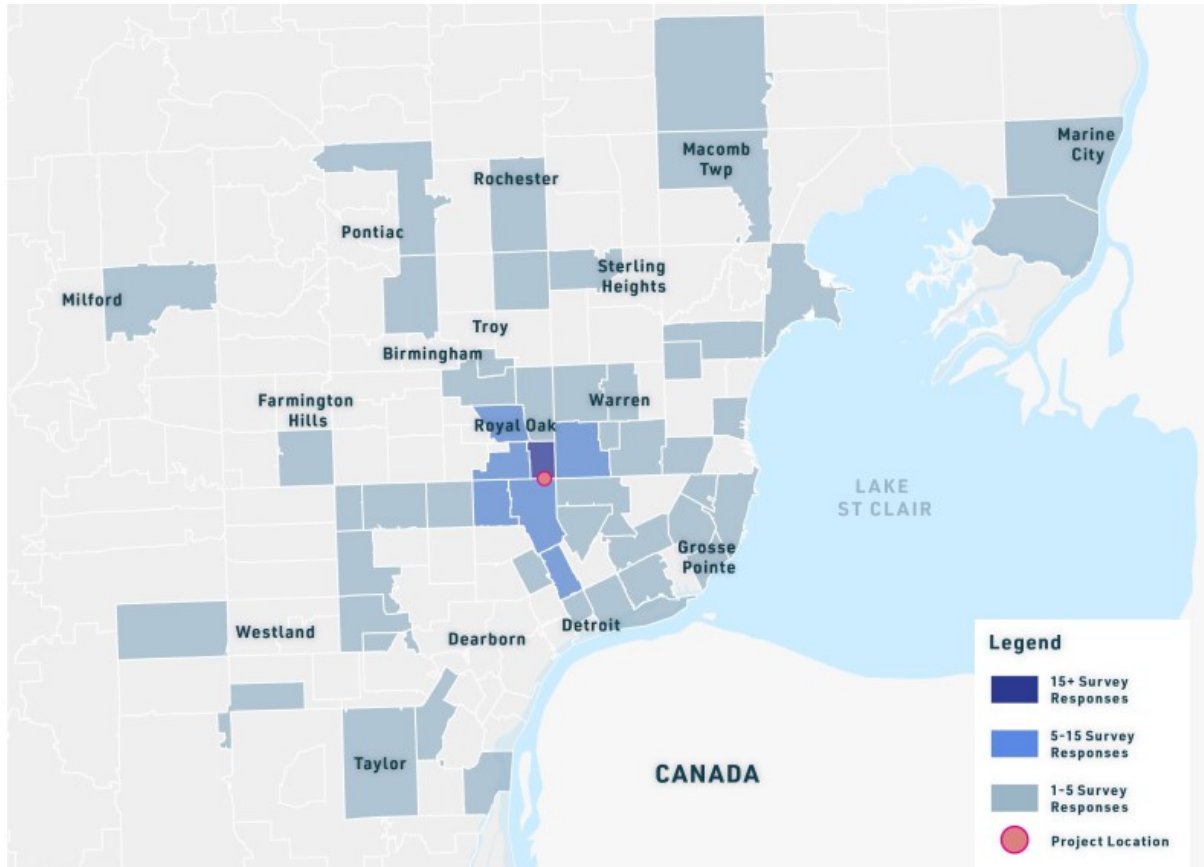 Marine
City
Macomb
Twp
Rochester
Pontiac
Sterling
Heights
Milford
Troy
Birmingham
Farmington
Hills
Warren
Royal Oak
LAKE
ST CLAIR
Grosse
Pointe
Westland
Dearborn
Detroit
Taylor
CANADA
Legend
15+ Survey
Responses
5-15 Survey
Responses
1-5 Survey
Responses
Project Location